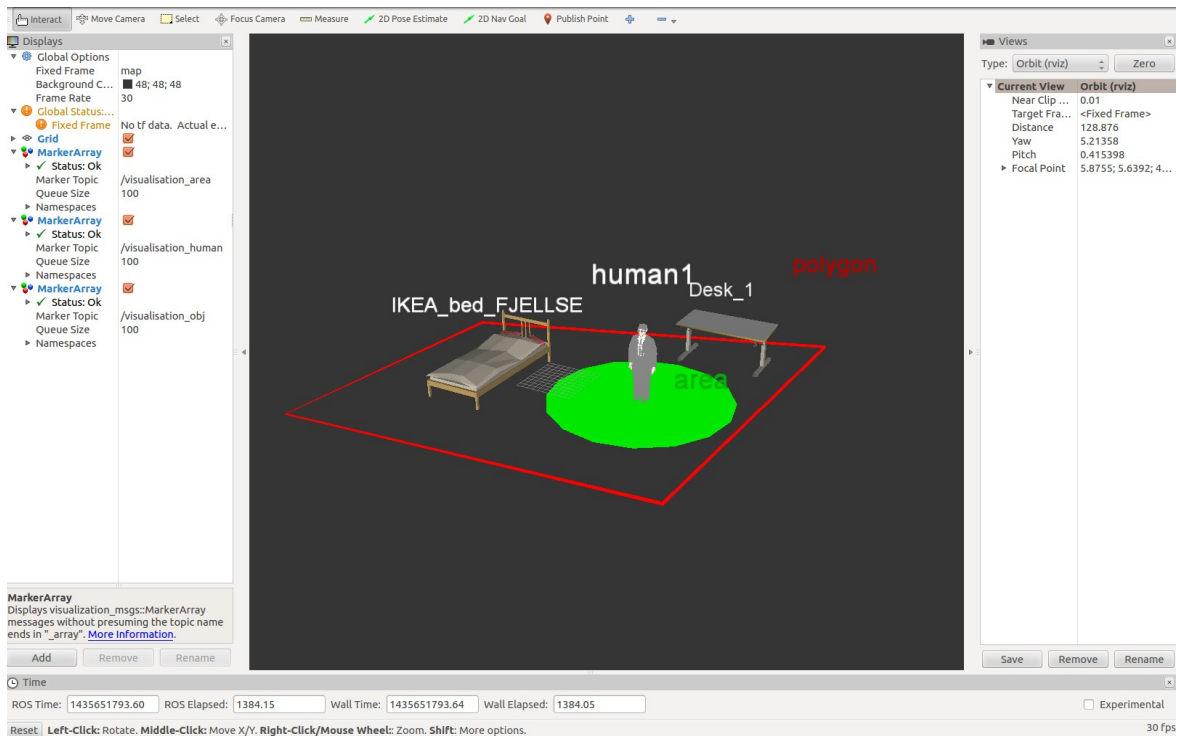 Interact Move Camera Select Focus Camera Measure 2D Pose Estimate 2D Nav Goal Publish Point
Displays
Global Options
Fixed Frame map
Background C... 48; 48; 48
Frame Rate 30
Global Status:...
Fixed Frame No tf data. Actual e...
Grid
MarkerArray
Status: Ok
Marker Topic /visualisation_area
Queue Size 100
Namespaces
MarkerArray
Status: Ok
Marker Topic /visualisation_human
Queue Size 100
Namespaces
MarkerArray
Status: Ok
Marker Topic /visualisation_obj
Queue Size 100
Namespaces
MarkerArray
Displays visualization_msgs::MarkerArray
messages without presuming the topic name
ends in "_array". More Information.
Add Remove Rename
polygon
human1
Desk_1
IKEA_bed_FJELLSE
area
Views
Type: Orbit (rviz) Zero
Current View Orbit (rviz)
Near Clip ... 0.01
Target Fra... <Fixed Frame>
Distance 128.876
Yaw 5.21358
Pitch 0.415398
Focal Point 5.8755; 5.6392; 4...
Save Remove Rename
Time
ROS Time: 1435651793.60 ROS Elapsed: 1384.15 Wall Time: 1435651793.64 Wall Elapsed: 1384.05 Experimental
Reset Left-Click: Rotate. Middle-Click: Move X/Y. Right-Click/Mouse Wheel:: Zoom. Shift: More options. 30 fps